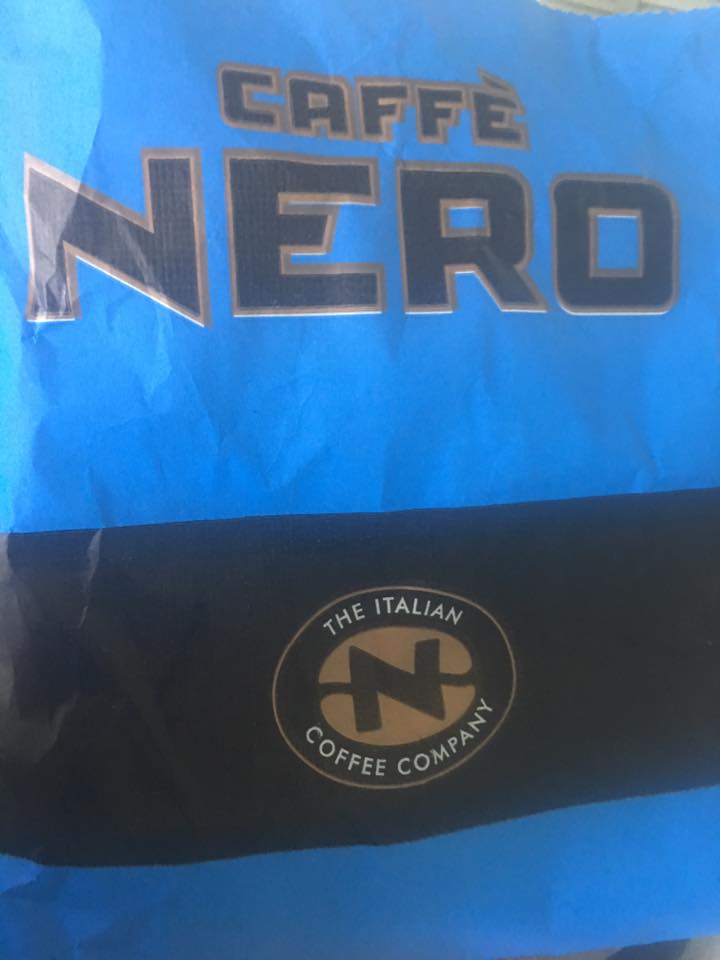 CAFFÈ
NERO
THE ITALIAN
N
COFFEE COMPANY